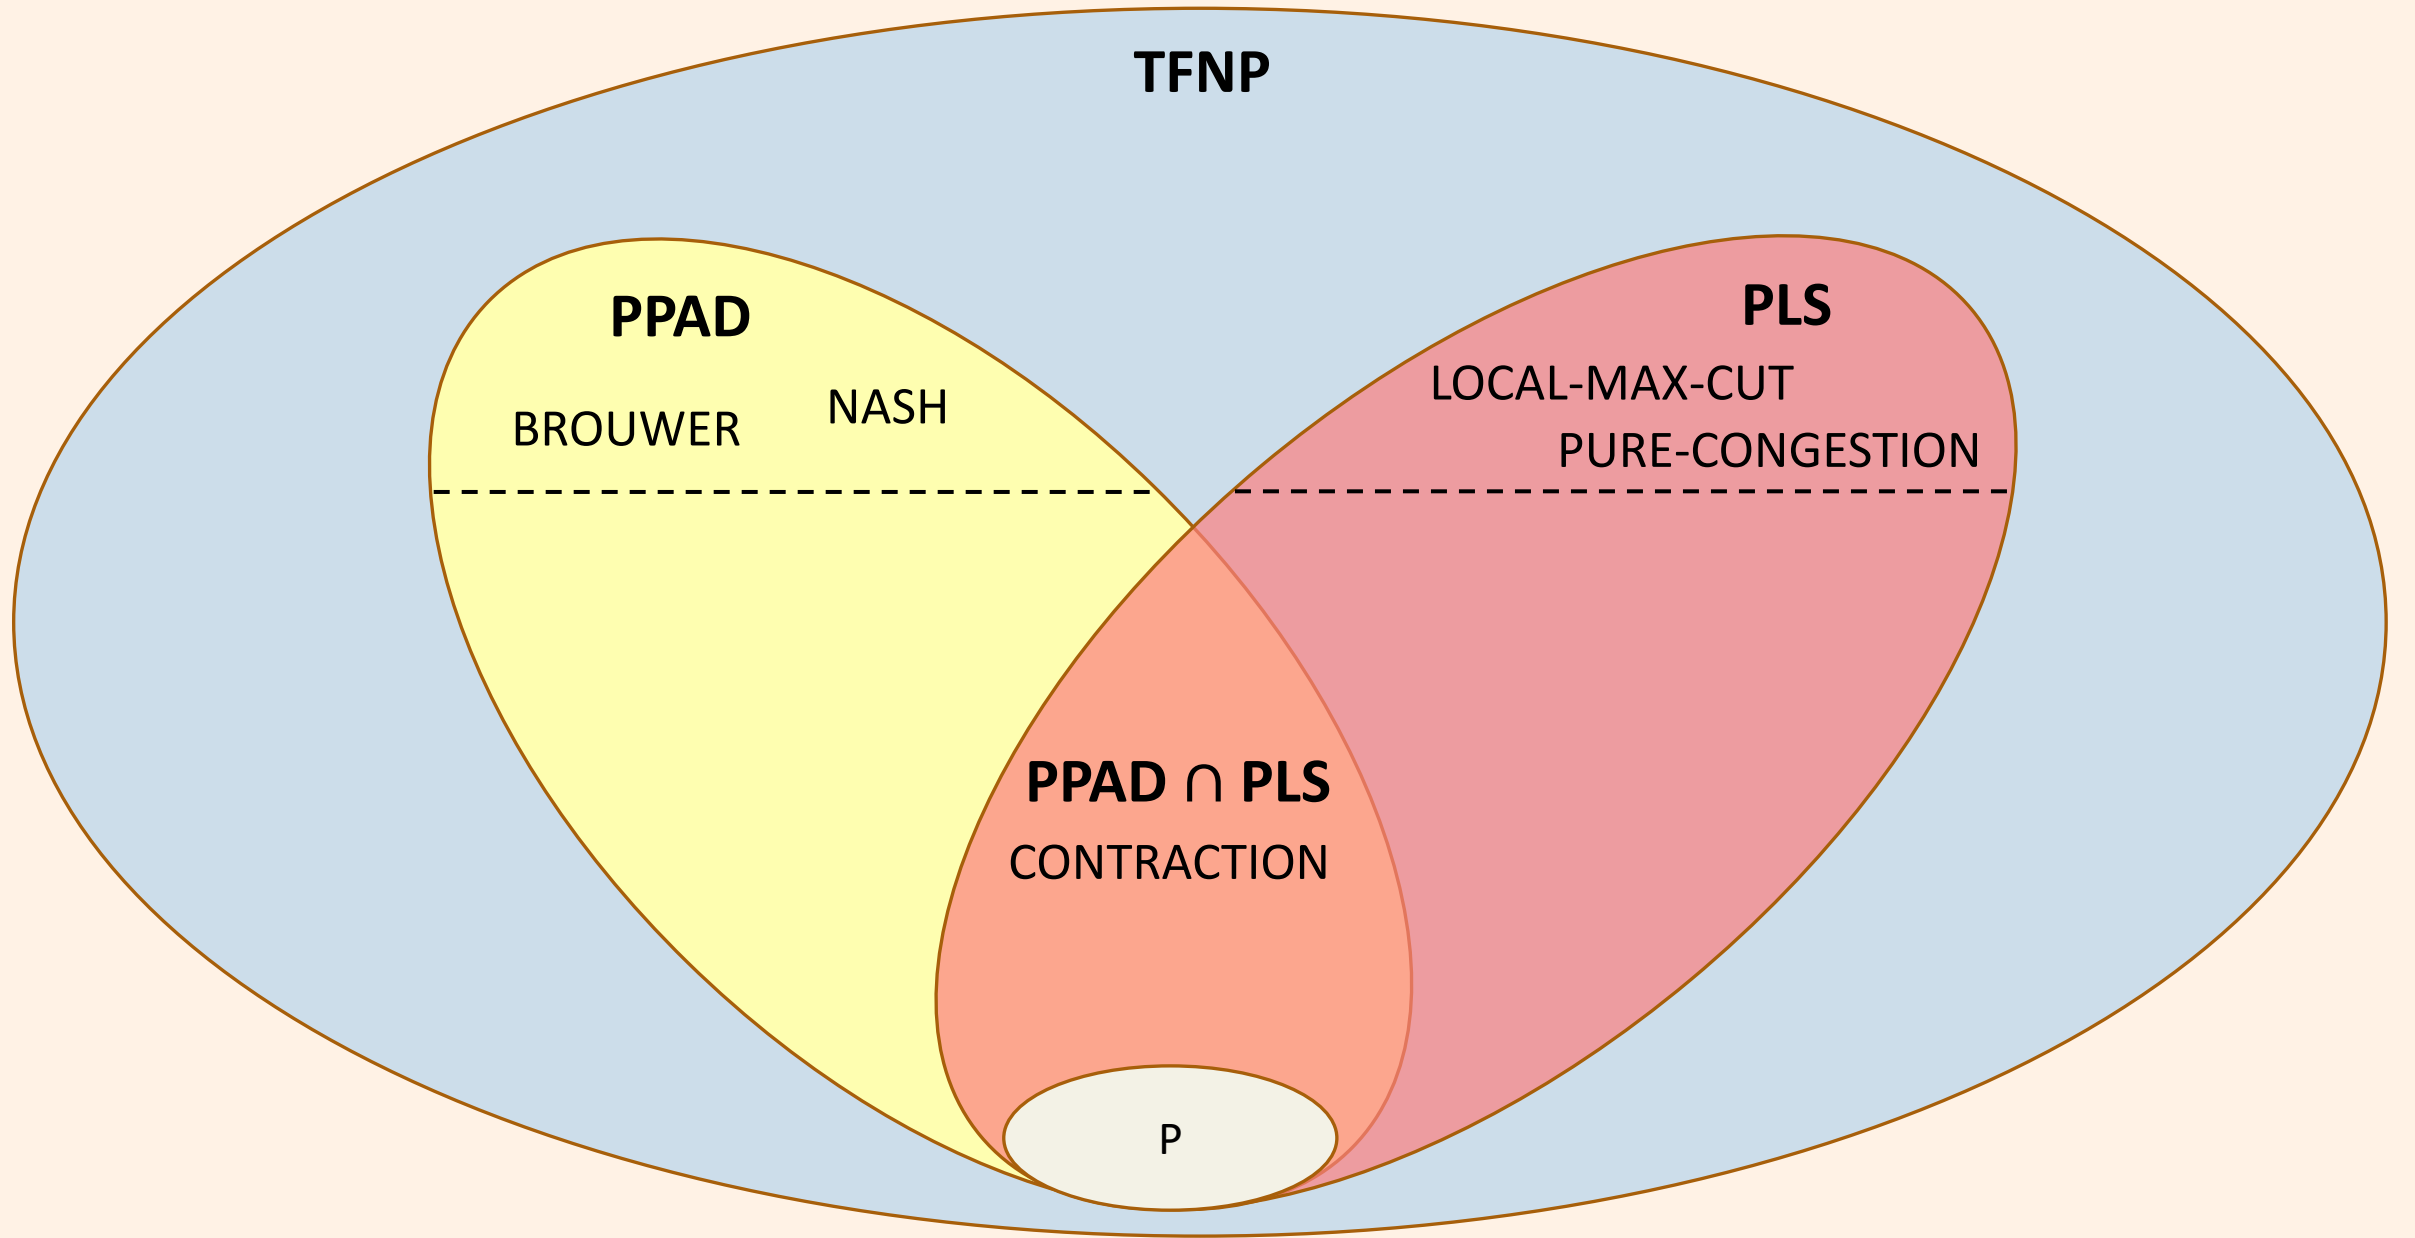 TFNP
PPAD
BROUWER
NASH
PLS
LOCAL-MAX-CUT
PURE-CONGESTION
PPAD ∩ PLS
CONTRACTION
P